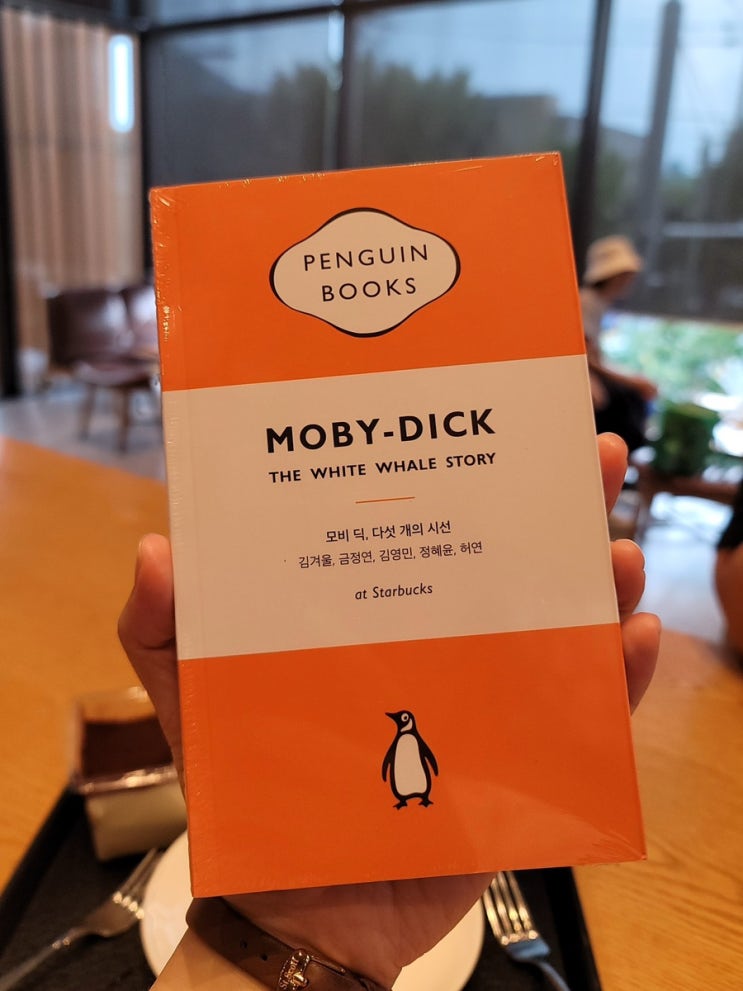 PENGUIN
BOOKS
MOBY-DICK
THE WHITE WHALE STORY
모비 딕, 다섯 개의 시선
김겨울, 금정연, 김영민, 정혜윤, 허연
at Starbucks